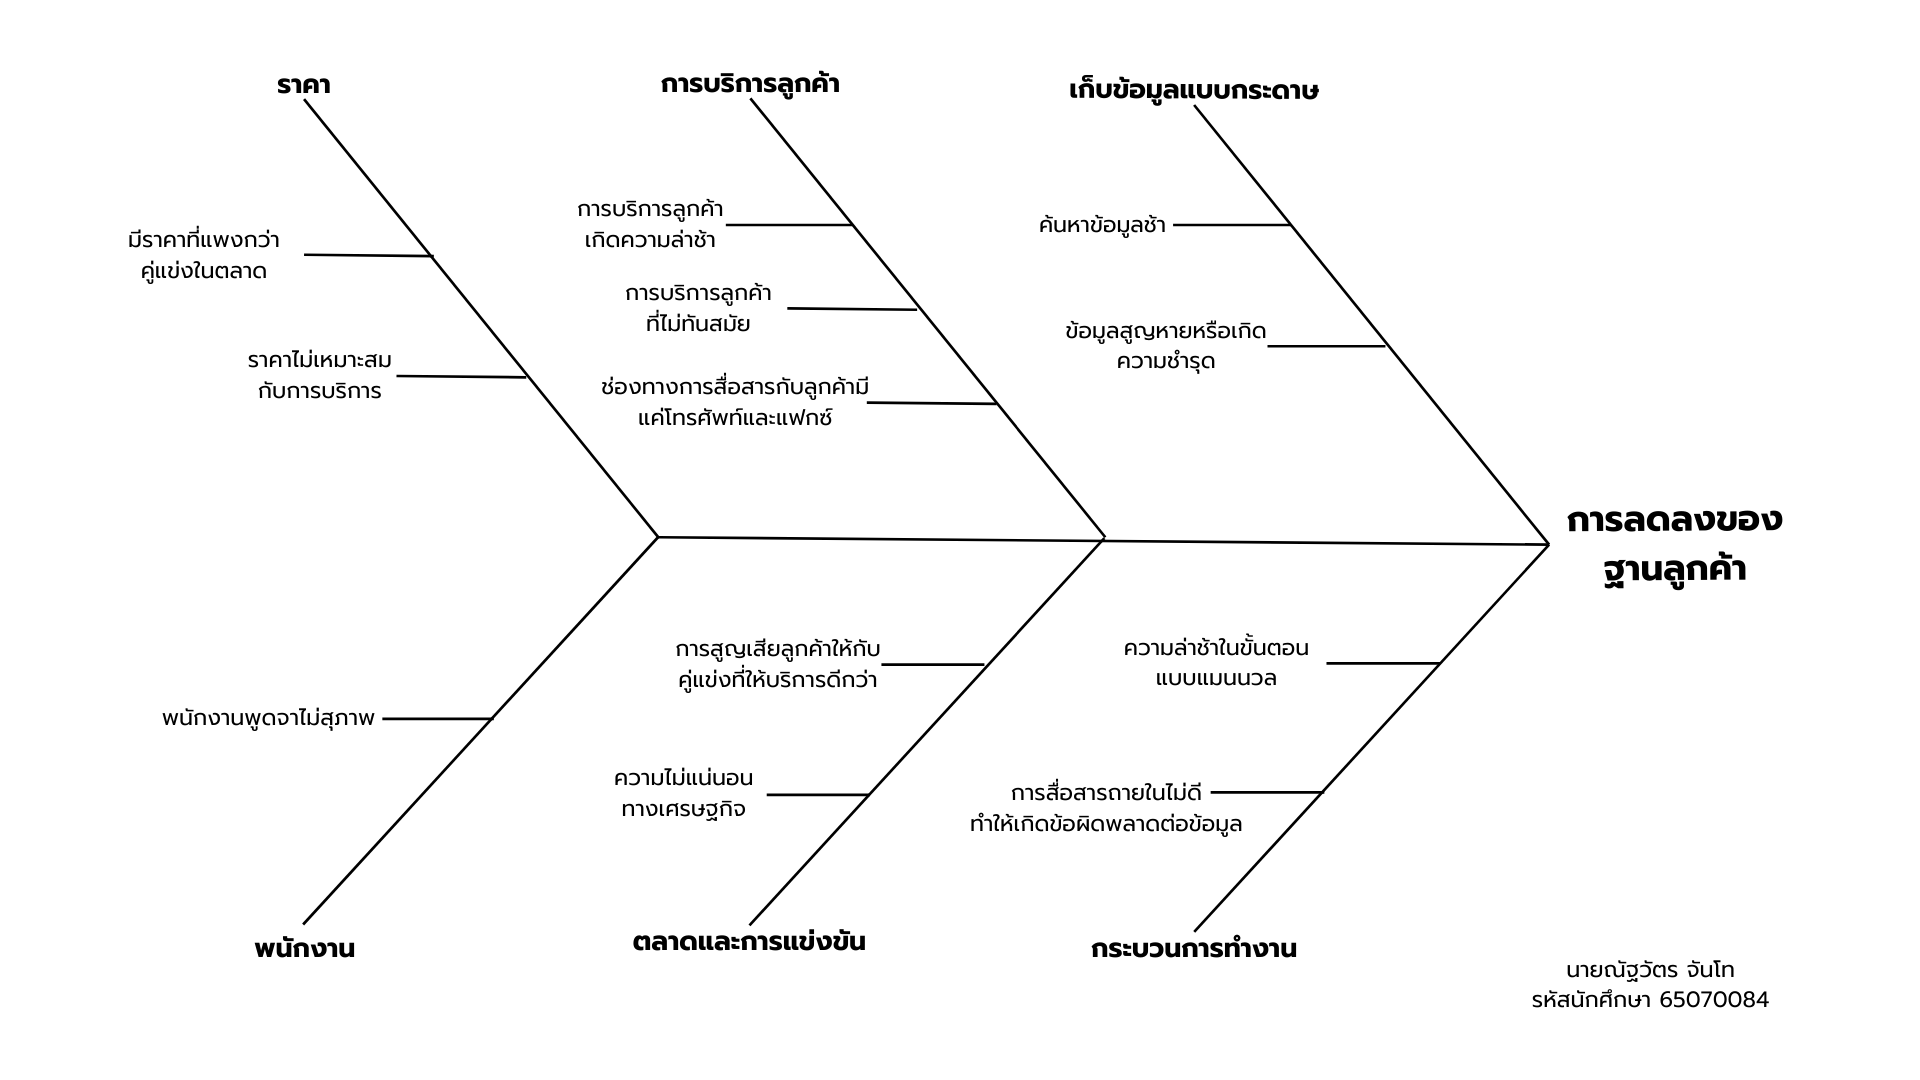 ราคา
การบริการลูกค้า
เก็บข้อมูลแบบกระดาษ
มีราคาที่แพงกว่า
คู่แข่งในตลาด
ราคาไม่เหมาะสม
กับการบริการ
การบริการลูกค้า
เกิดความล่าช้า
การบริการลูกค้า
ที่ไม่ทันสมัย
ช่องทางการสื่อสารกับลูกค้ามี
แค่โทรศัพท์และแฟกซ์
ค้นหาข้อมูลช้า
ข้อมูลสูญหายหรือเกิด
ความชำรุด
การลดลงของ
ฐานลูกค้า
พนักงานพูดจาไม่สุภาพ
การสูญเสียลูกค้าให้กับ
คู่แข่งที่ให้บริการดีกว่า
ความไม่แน่นอน
ทางเศรษฐกิจ
ความล่าช้าในขั้นตอน
แบบแมนนวล
การสื่อสารถายในไม่ดี
ทำให้เกิดข้อผิดพลาดต่อข้อมูล
พนักงาน
ตลาดและการแข่งขัน
กระบวนการทำงาน
นายณัฐวัตร จันโท
รหัสนักศึกษา 65070084